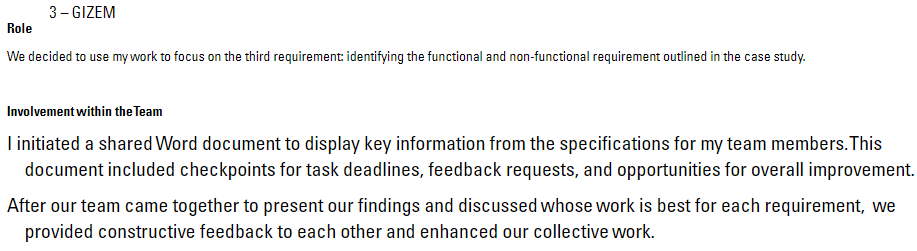 3 – GIZEM
Role
We decided to use my work to focus on the third requirement: identifying the functional and non-functional requirement outlined in the case study.
Involvement within the Team
I initiated a shared Word document to display key information from the specifications for my team members. This
document included checkpoints for task deadlines, feedback requests, and opportunities for overall improvement.
After our team came together to present our findings and discussed whose work is best for each requirement, we
provided constructive feedback to each other and enhanced our collective work.